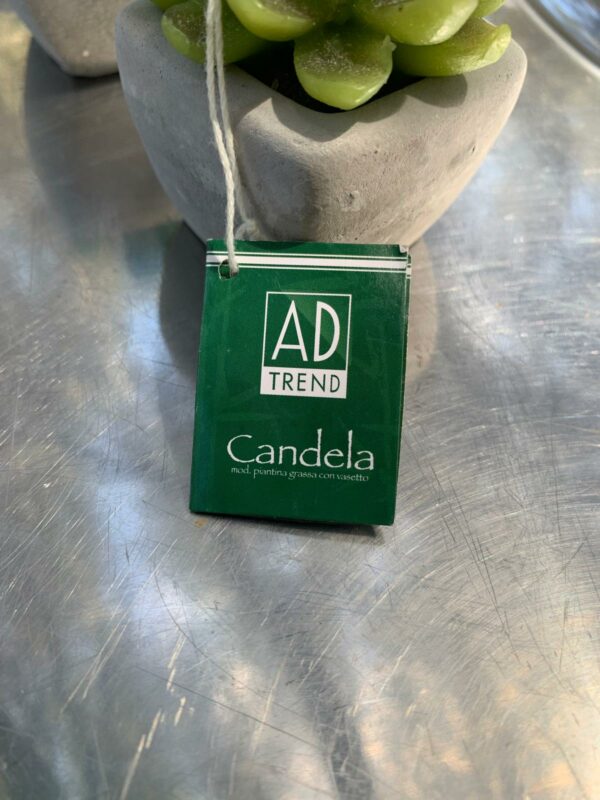 AD
TREND
Candela
mod. piantina grassa con vasetto